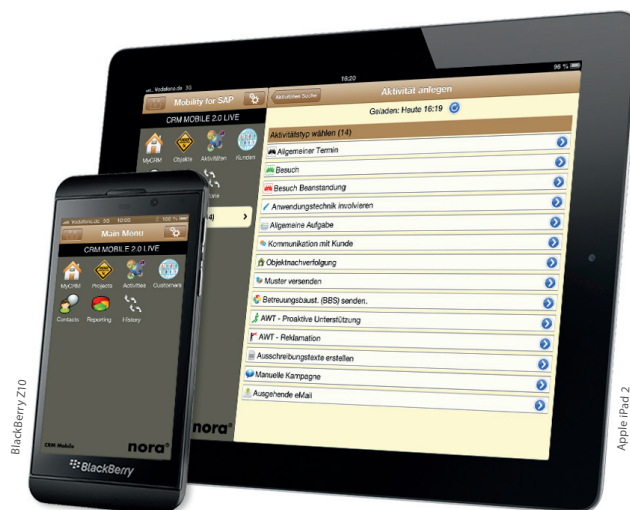 Vodafone.de 3G
16:20
96 %
Mobility for SAP
Aktivitäten Suche
Aktivität anlegen
CRM MOBILE 2.0 LIVE
Geladen: Heute 16:19
MyCRM
Objekte
Aktivitäten
Kunden
Aktivitätstyp wählen (14)
Allgemeiner Termin
Besuch
Besuch Beanstandung
Anwendungstechnik involvieren
Allgemeine Aufgabe
Kommunikation mit Kunde
Objektnachverfolgung
Muster versenden
Betreuungsbaust. (BBS) senden.
AWT - Proaktive Unterstützung
AWT - Reklamation
Ausschreibungstexte erstellen
Manuelle Kampagne
Ausgehende eMail
nora®
Vodafone.de 3G 10:00 100 %
Main Menu
CRM MOBILE 2.0 LIVE
MyCRM Projects Activities Customers
Contacts Reporting History
CRM Mobile
nora®
BlackBerry
BlackBerry Z10
Apple iPad 2